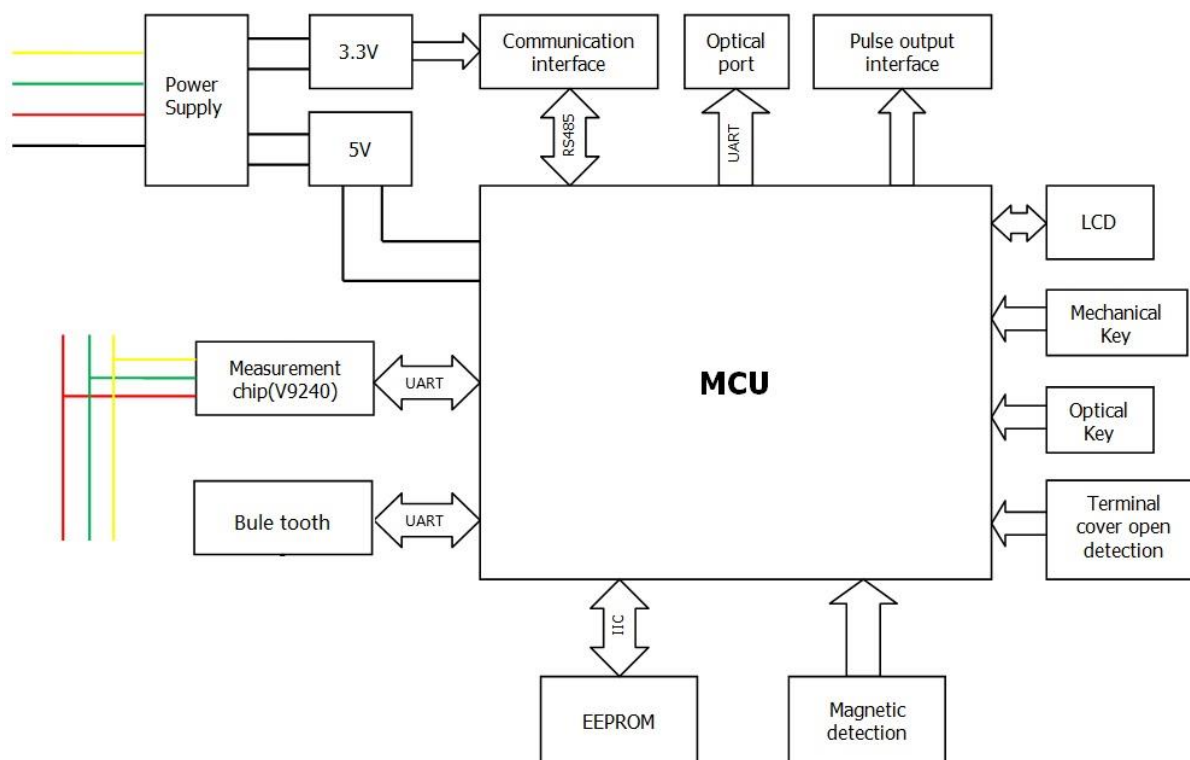 Power
Supply
3.3V
5V
Communication
interface
Optical
port
Pulse output
interface
RS485
UART
LCD
Mechanical
Key
Measurement
chip(V9240)
UART
MCU
Optical
Key
Bule tooth
UART
Terminal
cover open
detection
IIC
EEPROM
Magnetic
detection